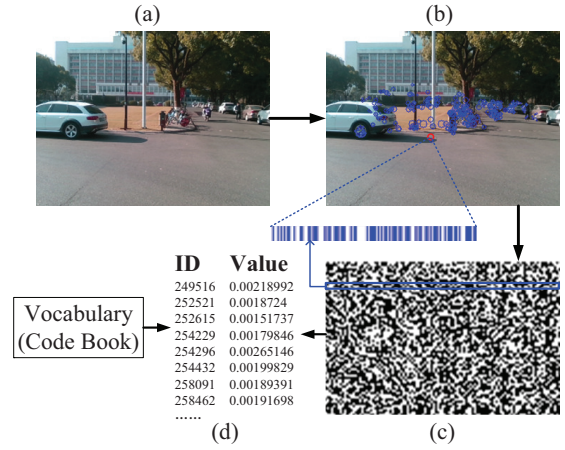 (a)
(b)
ID Value
249516 0.00218992
252521 0.0018724
252615 0.00151737
254229 0.00179846
254296 0.00265146
254432 0.00199829
258091 0.00189391
258462 0.00191698
......
Vocabulary
(Code Book)
(d)
(c)